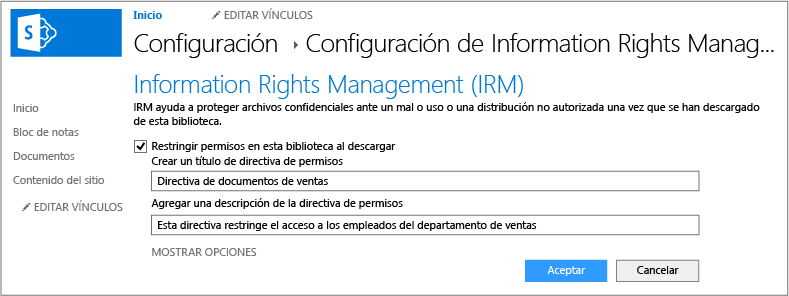 Inicio EDITAR VÍNCULOS
Configuración Configuración de Information Rights Manag...
Information Rights Management (IRM)
IRM ayuda a proteger archivos confidenciales ante un mal o uso o una distribución no autorizada una vez que se han descargado
de esta biblioteca.
Inicio
Bloc de notas
Documentos
Contenido del sitio
EDITAR VÍNCULOS
Restringir permisos en esta biblioteca al descargar
Crear un título de directiva de permisos
Directiva de documentos de ventas
Agregar una descripción de la directiva de permisos
Esta directiva restringe el acceso a los empleados del departamento de ventas
MOSTRAR OPCIONES
Aceptar Cancelar